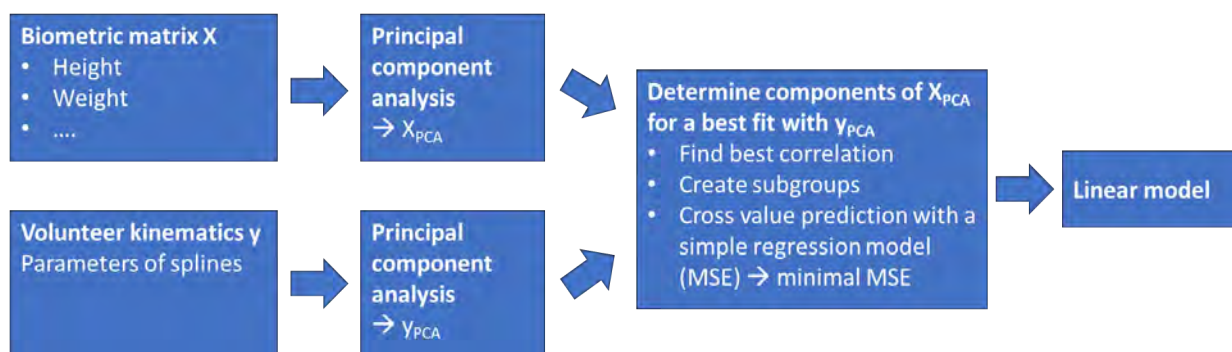 Biometric matrix X
• Height
• Weight
• ....
Principal
component
analysis
→ X_PCA
Volunteer kinematics y
Parameters of splines
Principal
component
analysis
→ y_PCA
Determine components of X_PCA
for a best fit with y_PCA
• Find best correlation
• Create subgroups
• Cross value prediction with a
simple regression model
(MSE) → minimal MSE
Linear model